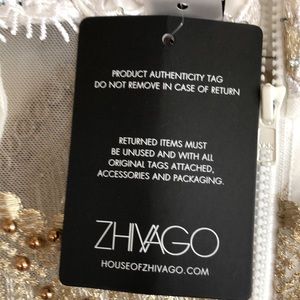 PRODUCT AUTHENTICITY TAG
DO NOT REMOVE IN CASE OF RETURN
RETURNED ITEMS MUST
BE UNUSED AND WITH ALL
ORIGINAL TAGS ATTACHED,
ACCESSORIES AND PACKAGING.
ZHIVAGO
HOUSEOFZHIVAGO.COM